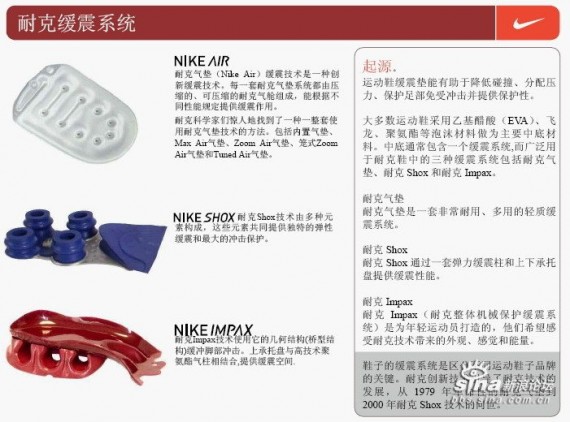 耐克缓震系统
NIKE AIR
耐克气垫（Nike Air）缓震技术是一种创
新缓震技术。每一套耐克气垫系统都由压
缩的、可压缩的耐克气舱组成，能根据不
同性能规定提供缓震作用。
耐克科学家们惊人地找到了一种一整套使
用耐克气垫技术的方法。包括内置气垫、
Max Air气垫、Zoom Air气垫、笼式Zoom
Air气垫和Tuned Air气垫。
NIKE SHOX 耐克Shox技术由多种元
素构成，这些元素共同提供独特的弹性
缓震和最大的冲击保护。
NIKE IMPAX
耐克Impax技术使用它的几何结构(桥型结
构)缓冲脚部冲击。上承托盘与高技术聚
氨酯气柱相结合,提供缓震空间.
起源.
运动鞋缓震垫能有助于降低碰撞、分配压
力、保护足部免受冲击并提供保护性。
大多数运动鞋采用乙基醋酸（EVA）、飞
龙、聚氨酯等泡沫材料做为主要中底材
料。中底通常包含一个缓震系统,而广泛用
于耐克鞋中的三种缓震系统包括耐克气
垫、耐克 Shox 和耐克 Impax。
耐克气垫
耐克气垫是一套非常耐用、多用的轻质缓
震系统。
耐克 Shox
耐克 Shox 通过一套弹力缓震柱和上下承托
盘提供缓震性能。
耐克 Impax
耐克 Impax（耐克整体机械保护缓震系
统）是为年轻运动员打造的，他们希望感
受耐克技术带来的外观、感觉和能量。
鞋子的缓震系统是区分耐克运动鞋子品牌
的关键。耐克创新技术 了耐克技术的
发展，从 1979 年 的耐克气垫到
2000 年耐克 Shox 技术的问世。
sina 新浪论坛
bbs.sina.com.cn